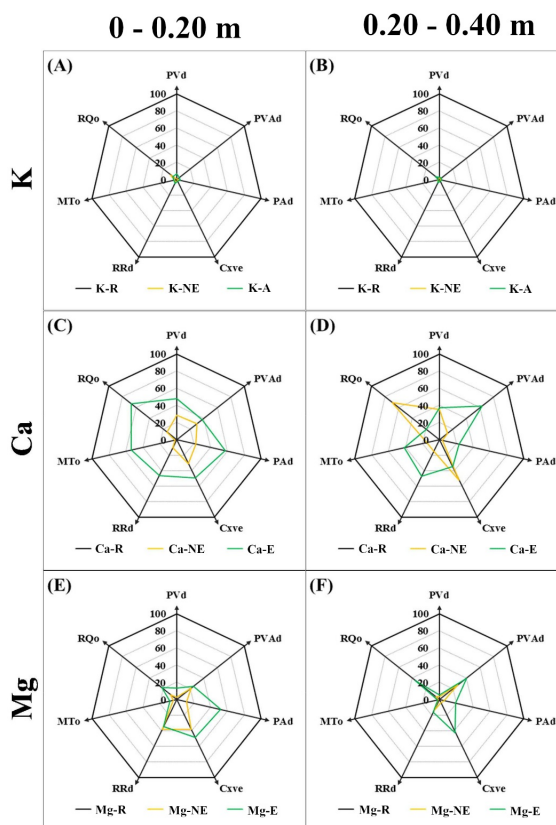 0 - 0.20 m 0.20 - 0.40 m
K
(A)
PVd
PVAd
PAd
Cxve
RRd
MTo
RQo
100
80
60
40
20
0
K-R K-NE K-A
(B)
PVd
PVAd
PAd
Cxve
RRd
MTo
RQo
100
80
60
40
20
0
K-R K-NE K-A
Ca
(C)
PVd
PVAd
PAd
Cxve
RRd
MTo
RQo
100
80
60
40
20
0
Ca-R Ca-NE Ca-E
(D)
PVd
PVAd
PAd
Cxve
RRd
MTo
RQo
100
80
60
40
20
0
Ca-R Ca-NE Ca-E
Mg
(E)
PVd
PVAd
PAd
Cxve
RRd
MTo
RQo
100
80
60
40
20
0
Mg-R Mg-NE Mg-E
(F)
PVd
PVAd
PAd
Cxve
RRd
MTo
RQo
100
80
60
40
20
0
Mg-R Mg-NE Mg-E